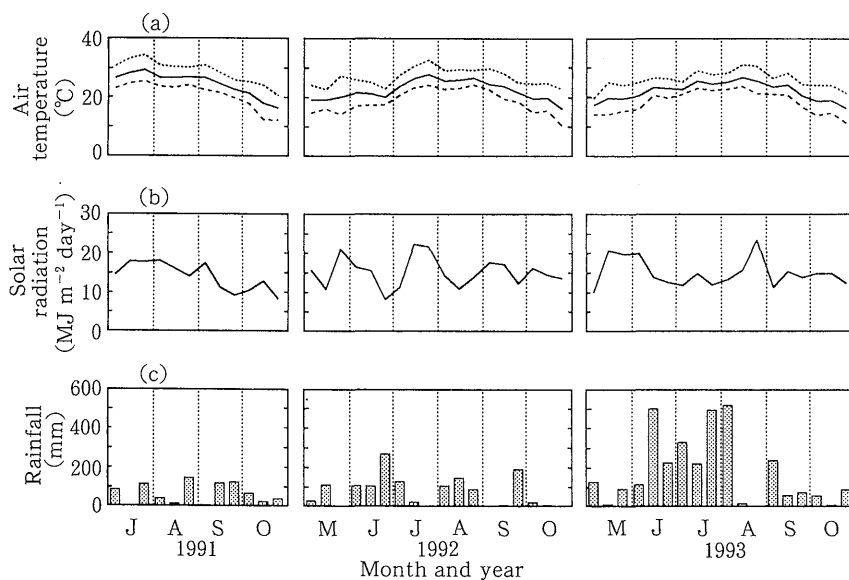 (a)
40
20
0
Air
temperature
(℃)
(b)
30
20
10
0
Solar
radiation
(MJ m⁻² day⁻¹)
(c)
600
400
200
0
Rainfall
(mm)
J A S O M J J A S O M J J A S O
1991 1992 1993
Month and year